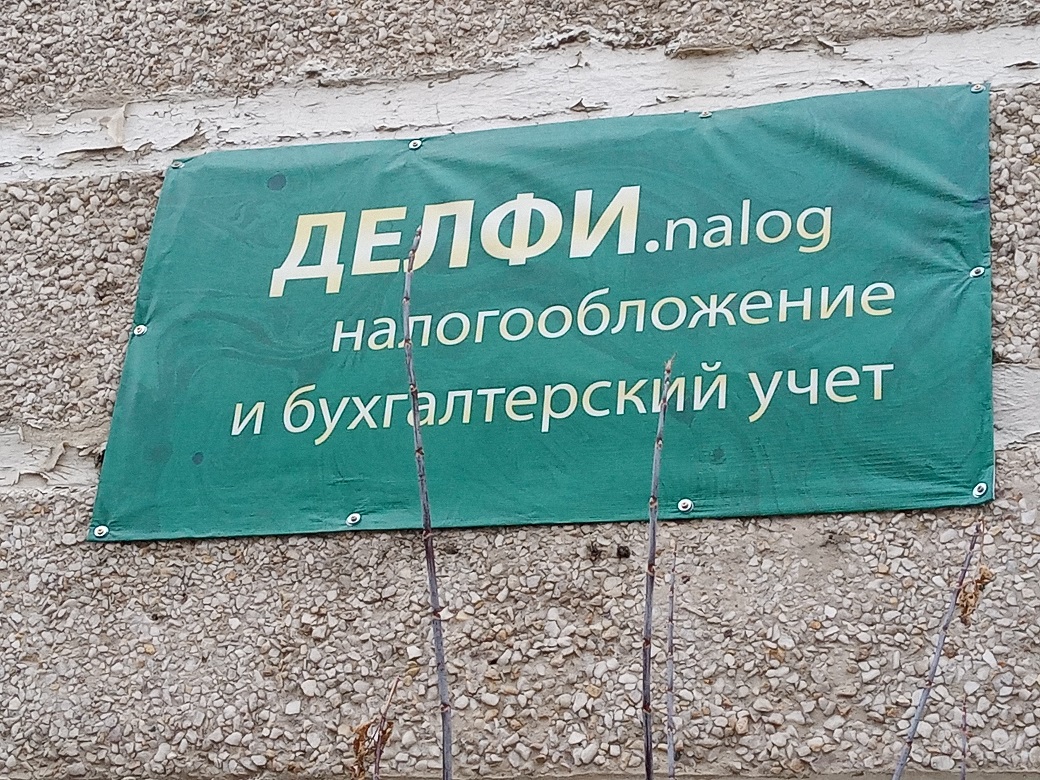 ДЕЛФИ.nalog
налогообложение
и бухгалтерский учет